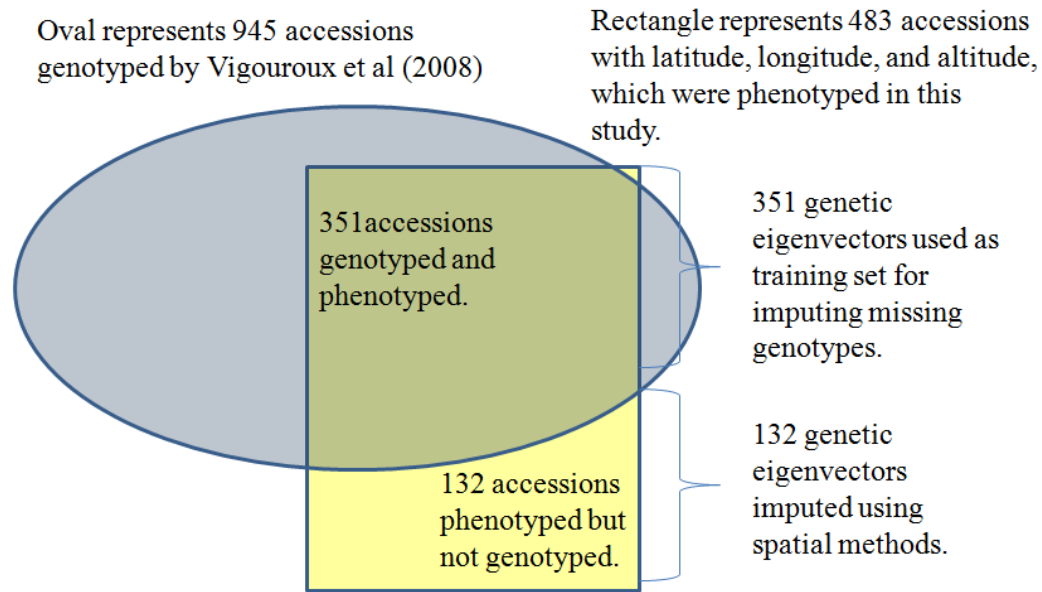 Oval represents 945 accessions
genotyped by Vigouroux et al (2008)
Rectangle represents 483 accessions
with latitude, longitude, and altitude,
which were phenotyped in this
study.
351accessions
genotyped and
phenotyped.
351 genetic
eigenvectors used as
training set for
imputing missing
genotypes.
132 accessions
phenotyped but
not genotyped.
132 genetic
eigenvectors
imputed using
spatial methods.